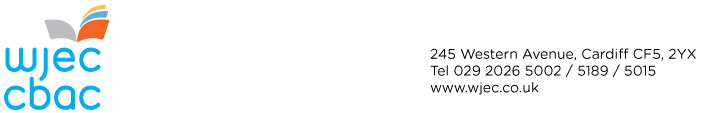 wjec
cbac
245 Western Avenue, Cardiff CF5, 2YX
Tel 029 2026 5002 / 5189 / 5015
www.wjec.co.uk